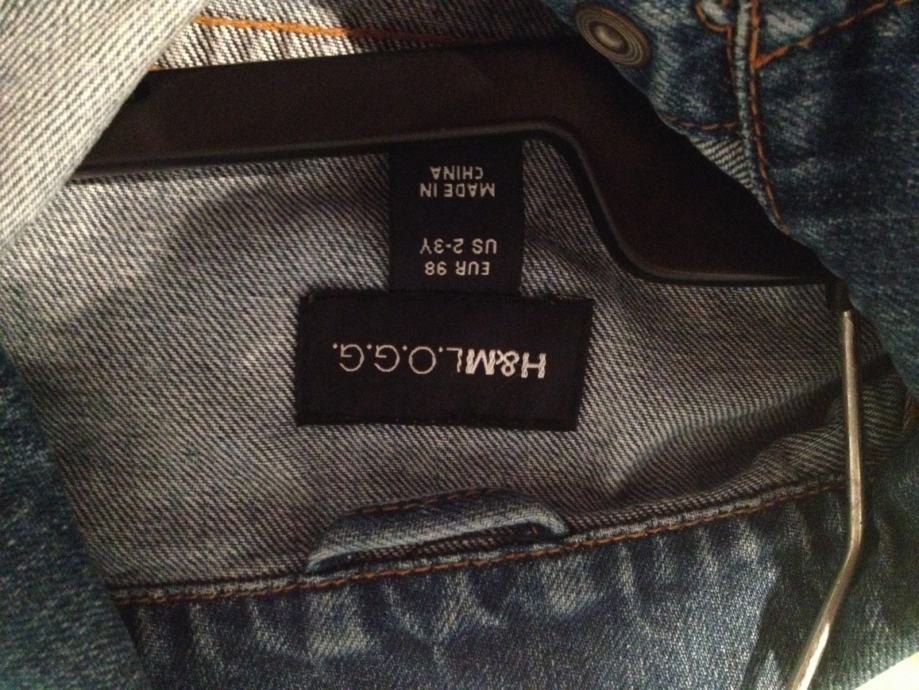 H&M L.O.G.G.
EUR 98
US 2-3Y
MADE IN
CHINA